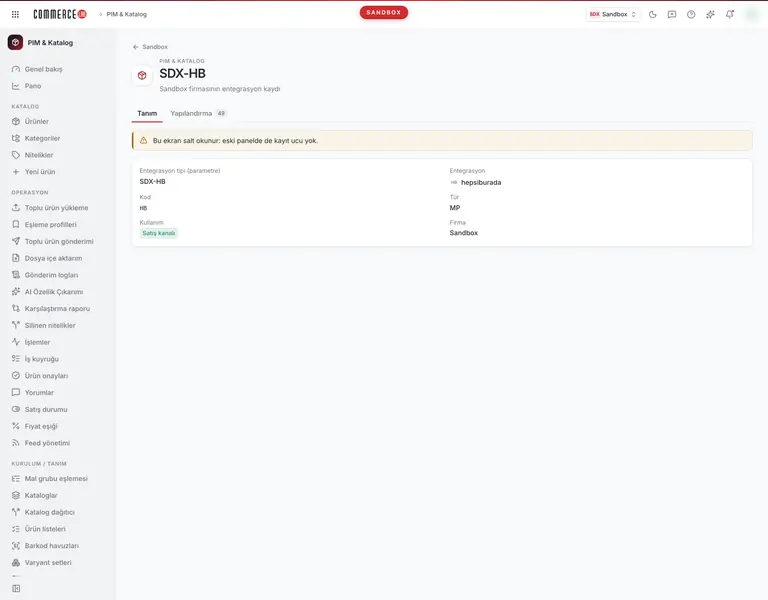 COMMERCE
PIM & Katalog
SANDBOX
SDX Sandbox
PIM & Katalog
Genel bakış
Pano
KATALOG
Ürünler
Kategoriler
Nitelikler
Yeni ürün
OPERASYON
Toplu ürün yükleme
Eşleme profilleri
Toplu ürün gönderimi
Dosya içe aktarım
Gönderim logları
AI Özellik Çıkarımı
Karşılaştırma raporu
Silinen nitelikler
İşlemler
İş kuyruğu
Ürün onayları
Yorumlar
Satış durumu
Fiyat eşiği
Feed yönetimi
KURULUM / TANIM
Mal grubu eşlemesi
Kataloglar
Katalog dağıtıcı
Ürün listeleri
Barkod havuzları
Varyant setleri
Sandbox
PIM & KATALOG
SDX-HB
Sandbox firmasının entegrasyon kaydı
Tanım
Yapılandırma 49
Bu ekran salt okunur: eski panelde de kayıt ucu yok.
Entegrasyon tipi (parametre)
SDX-HB
Entegrasyon
HB hepsiburada
Kod
HB
Tür
MP
Kullanım
Satış kanalı
Firma
Sandbox